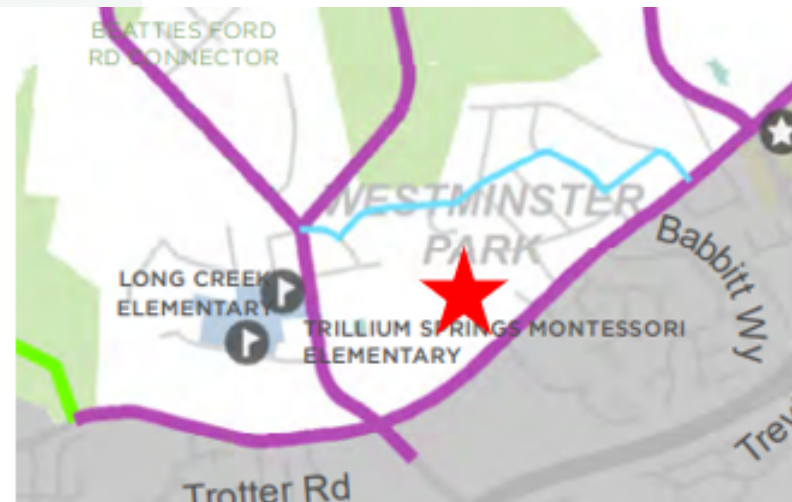 BEATTIES FORD
RD CONNECTOR
WESTMINSTER
PARK
Babbitt Wy
LONG CREEK
ELEMENTARY
TRILLIUM SPRINGS MONTESSORI
ELEMENTARY
Trotter Rd